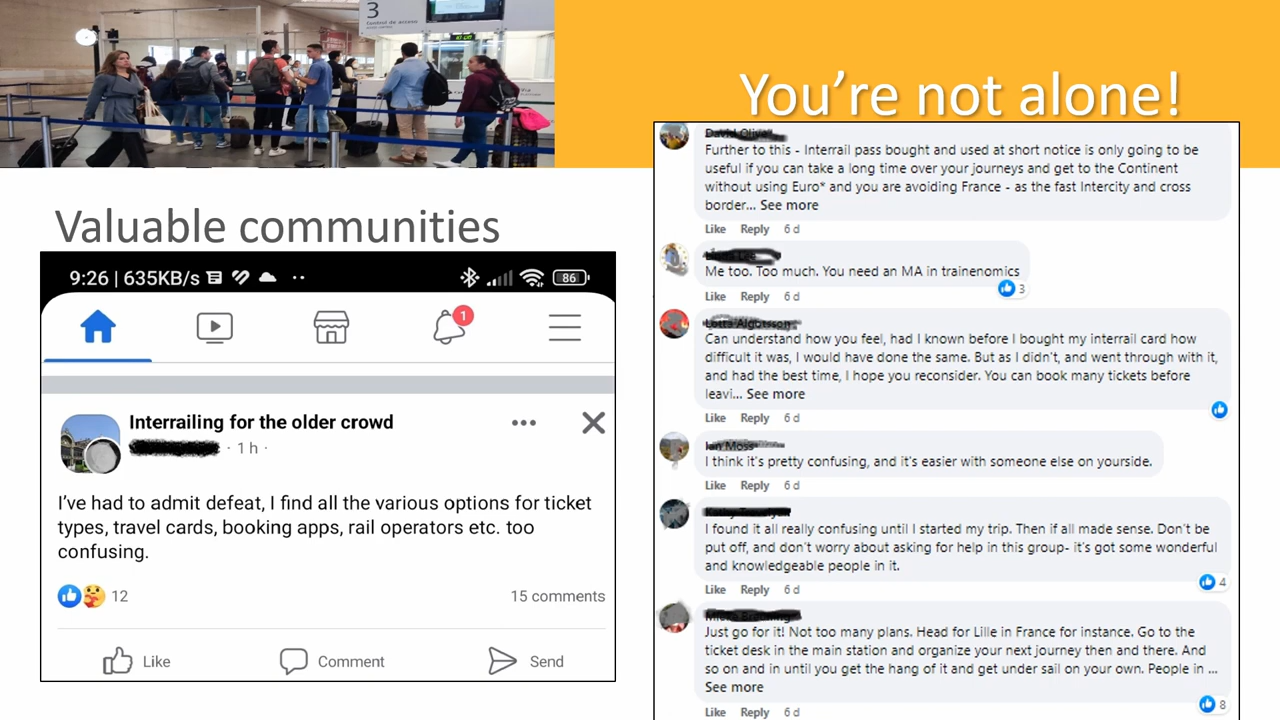 3
Control de acceso
You're not alone!
Valuable communities
9:26 | 635KB/s
86
1
Interrailing for the older crowd
· 1 h ·
I've had to admit defeat, I find all the various options for ticket
types, travel cards, booking apps, rail operators etc. too
confusing.
12
15 comments
Like
Comment
Send
Further to this - Interrail pass bought and used at short notice is only going to be
useful if you can take a long time over your journeys and get to the Continent
without using Euro* and you are avoiding France - as the fast Intercity and cross
border... See more
Like Reply 6 d
Me too. Too much. You need an MA in trainenomics
3
Like Reply 6 d
Can understand how you feel, had I known before I bought my interrail card how
difficult it was, I would have done the same. But as I didn't, and went through with it,
and had the best time, I hope you reconsider. You can book many tickets before
leavi... See more
Like Reply 6 d
I think it's pretty confusing, and it's easier with someone else on yourside.
Like Reply 6 d
I found it all really confusing until I started my trip. Then if all made sense. Don't be
put off, and don't worry about asking for help in this group- it's got some wonderful
and knowledgeable people in it.
4
Like Reply 6 d
Just go for it! Not too many plans. Head for Lille in France for instance. Go to the
ticket desk in the main station and organize your next journey then and there. And
so on and in until you get the hang of it and get under sail on your own. People in ...
See more
8
Like Reply 6 d